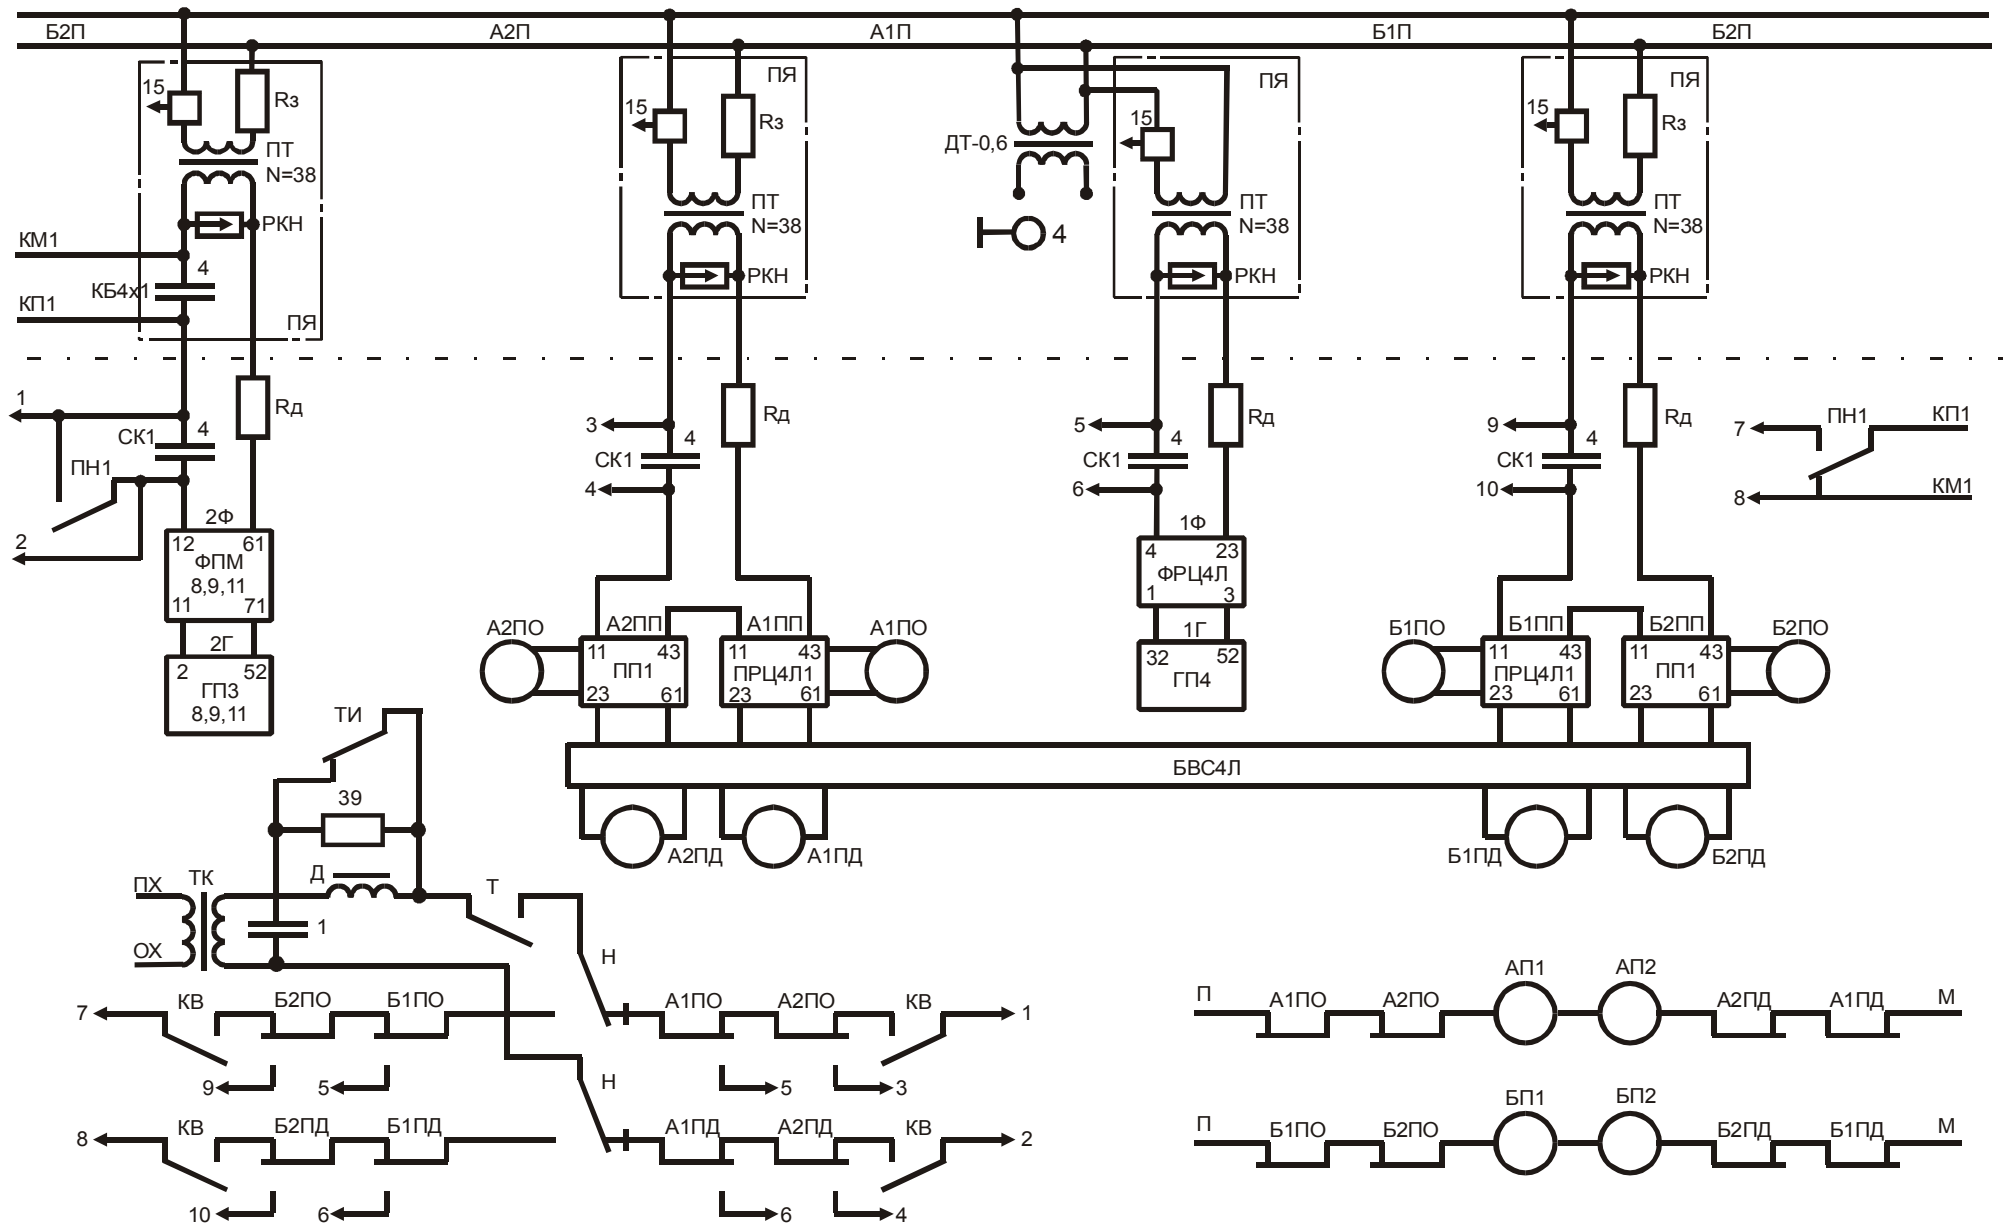 Б2П А2П А1П Б1П Б2П
15 Rз ПТ N=38 РКН
КМ1 4 КБ4х1 КП1 ПЯ
ПЯ 15 Rз ПТ N=38 РКН
ДТ-0,6 4
ПЯ 15 ПТ N=38 РКН
ПЯ 15 Rз ПТ N=38 РКН
1 СК1 4 Rд ПН1 2
2Ф
12 61
ФПМ
8,9,11
11 71
2Г
2 52
ГП3
8,9,11
3 4 СК1 4 Rд
5 4 СК1 6 Rд
9 4 СК1 10 Rд
7 ПН1 КП1
8 КМ1
1Ф
4 23
ФРЦ4Л
1 3
1Г
32 52
ГП4
А2ПО А2ПП А1ПП А1ПО
11 43 11 43
ПП1 ПРЦ4Л1
23 61 23 61
Б1ПО Б1ПП Б2ПП Б2ПО
11 43 11 43
ПРЦ4Л1 ПП1
23 61 23 61
БВС4Л
А2ПД А1ПД Б1ПД Б2ПД
ТИ
39
ПХ ТК Д Т
1
ОХ
Н
7 КВ Б2ПО Б1ПО А1ПО А2ПО КВ 1
9 5 Н 5 3
8 КВ Б2ПД Б1ПД А1ПД А2ПД КВ 2
10 6 6 4
АП1 АП2
П А1ПО А2ПО А2ПД А1ПД М
БП1 БП2
П Б1ПО Б2ПО Б2ПД Б1ПД М